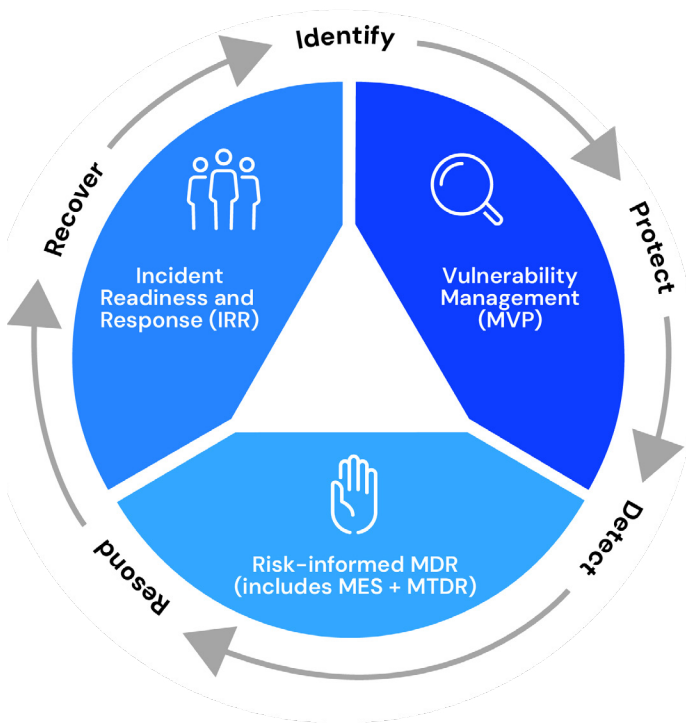 Identify
Protect
Detect
Resond
Recover
Incident
Readiness and
Response (IRR)
Vulnerability
Management
(MVP)
Risk-informed MDR
(includes MES + MTDR)